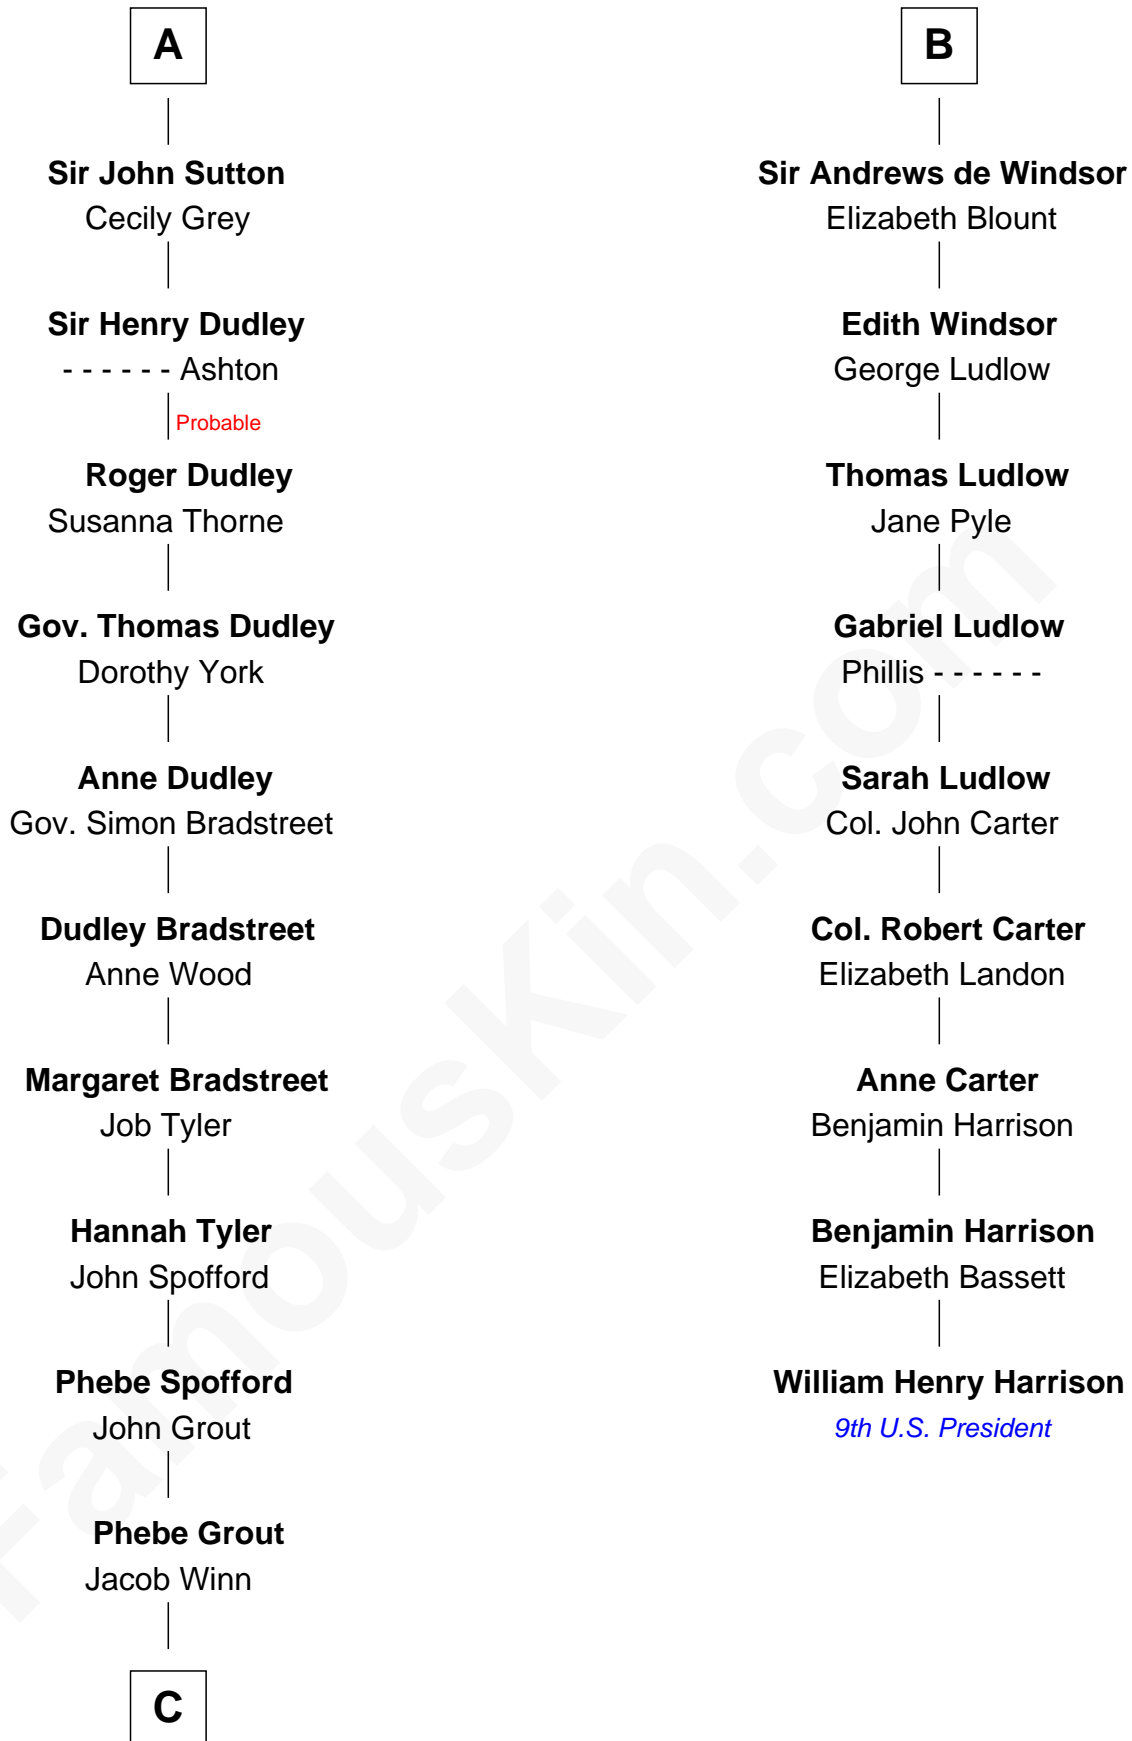 A
Sir John Sutton
Cecily Grey
Sir Henry Dudley
- - - - - - Ashton
Probable
Roger Dudley
Susanna Thorne
Gov. Thomas Dudley
Dorothy York
Anne Dudley
Gov. Simon Bradstreet
Dudley Bradstreet
Anne Wood
Margaret Bradstreet
Job Tyler
Hannah Tyler
John Spofford
Phebe Spofford
John Grout
Phebe Grout
Jacob Winn
C
B
Sir Andrews de Windsor
Elizabeth Blount
Edith Windsor
George Ludlow
Thomas Ludlow
Jane Pyle
Gabriel Ludlow
Phillis - - - - - -
Sarah Ludlow
Col. John Carter
Col. Robert Carter
Elizabeth Landon
Anne Carter
Benjamin Harrison
Benjamin Harrison
Elizabeth Bassett
William Henry Harrison
9th U.S. President
FamousKin.com